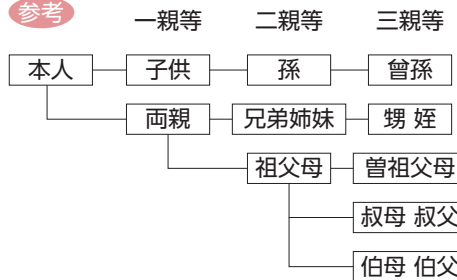 参考
一親等 二親等 三親等
本人 子供 孫 曾孫
両親 兄弟姉妹 甥 姪
祖父母 曽祖父母
叔母 叔父
伯母 伯父